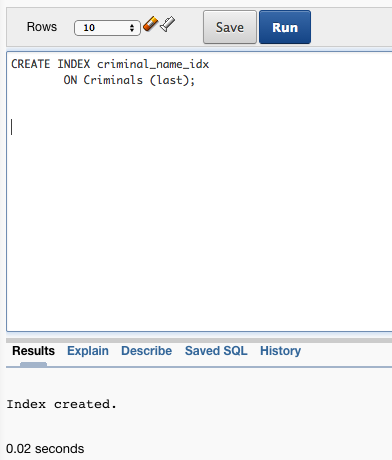 Rows 10 Save Run
CREATE INDEX criminal_name_idx
ON Criminals (last);
Results Explain Describe Saved SQL History
Index created.
0.02 seconds